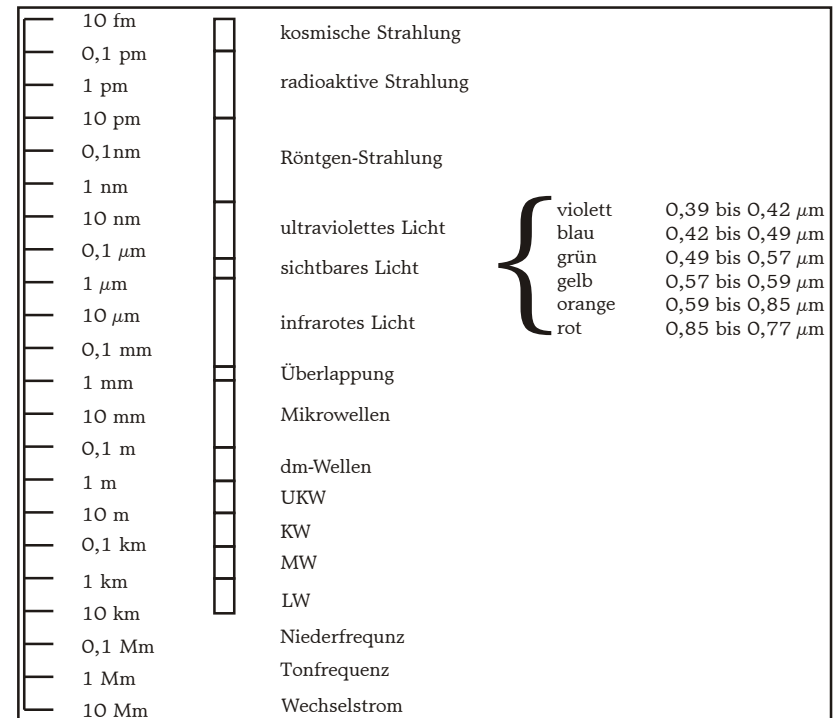 10 fm
kosmische Strahlung
0,1 pm
1 pm
radioaktive Strahlung
10 pm
0,1nm
Röntgen-Strahlung
1 nm
10 nm
ultraviolettes Licht
0,1 μm
sichtbares Licht
1 μm
10 μm
infrarotes Licht
0,1 mm
Überlappung
1 mm
10 mm
Mikrowellen
0,1 m
dm-Wellen
1 m
UKW
10 m
KW
0,1 km
MW
1 km
LW
10 km
Niederfrequnz
0,1 Mm
Tonfrequenz
1 Mm
Wechselstrom
10 Mm
violett 0,39 bis 0,42 μm
blau 0,42 bis 0,49 μm
grün 0,49 bis 0,57 μm
gelb 0,57 bis 0,59 μm
orange 0,59 bis 0,85 μm
rot 0,85 bis 0,77 μm